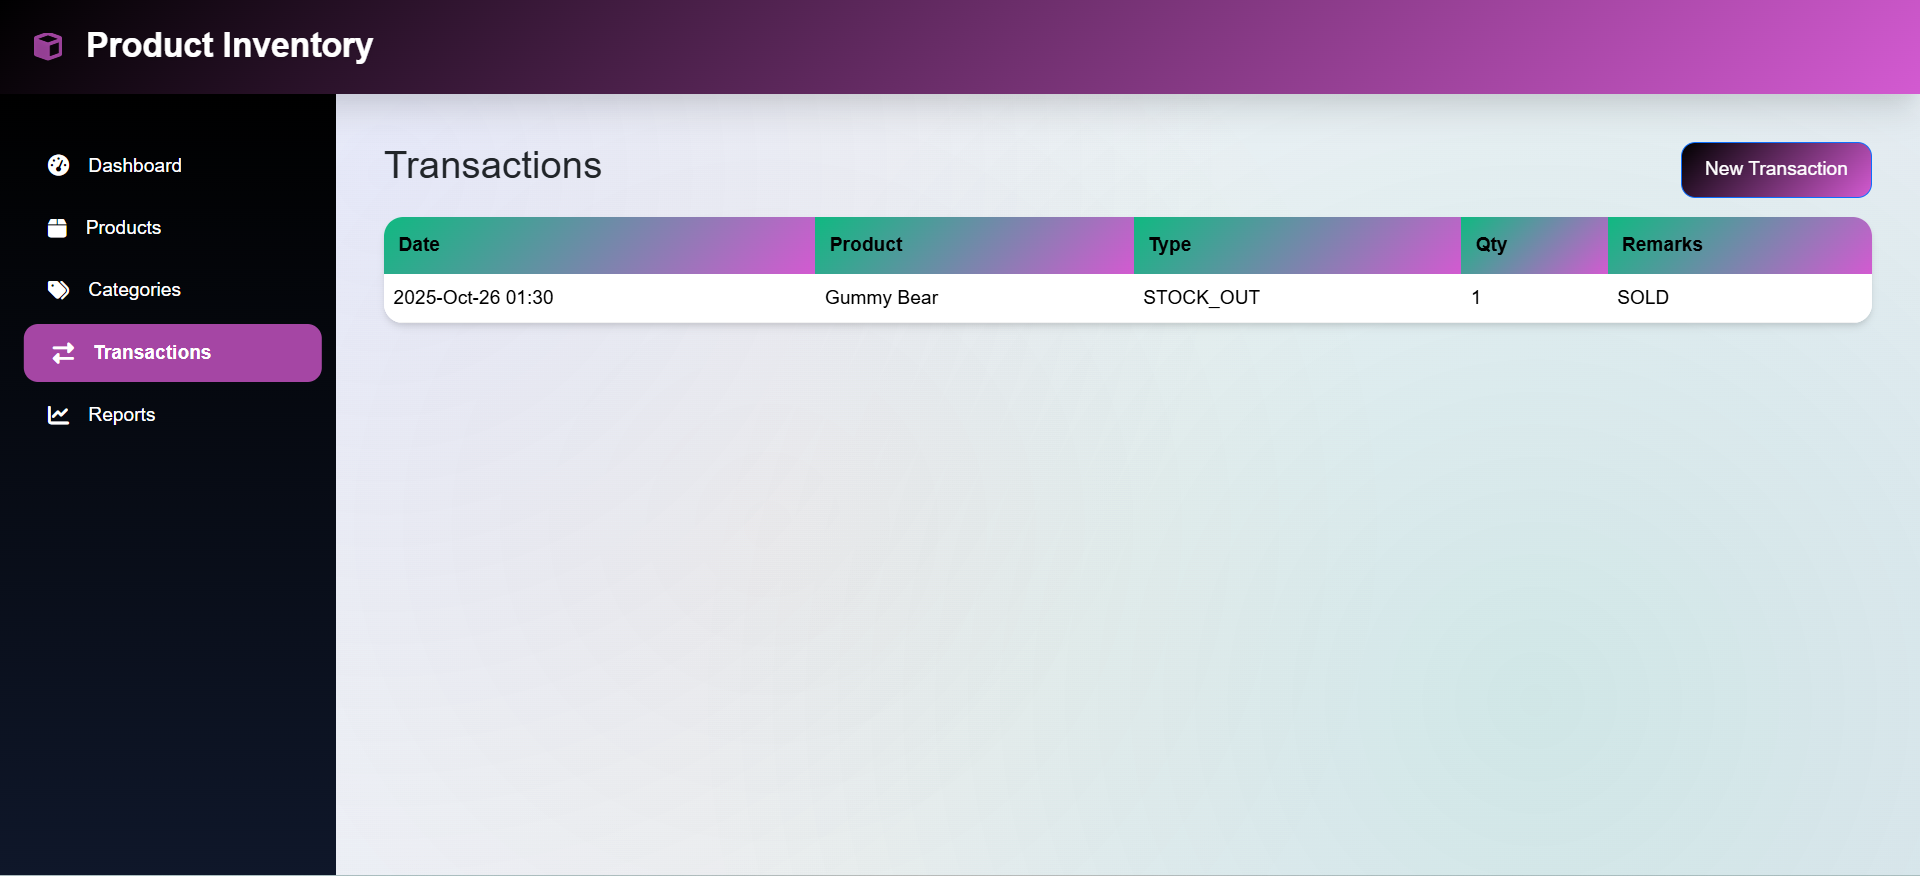 Product Inventory
Dashboard
Products
Categories
Transactions
Reports
Transactions
New Transaction
Date Product Type Qty Remarks
2025-Oct-26 01:30 Gummy Bear STOCK_OUT 1 SOLD